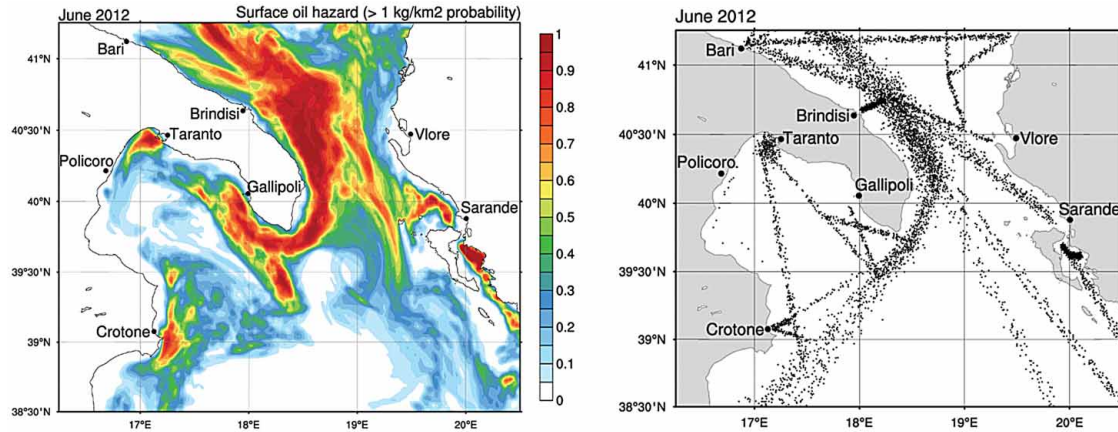 June 2012 Surface oil hazard (> 1 kg/km2 probability)
Bari
41°N
Brindisi
40°30'N
Taranto
Vlore
Policoro
Gallipoli
40°N
Sarande
39°30'N
Crotone
39°N
38°30'N
17°E 18°E 19°E 20°E
1
0.9
0.8
0.7
0.6
0.5
0.4
0.3
0.2
0.1
0
June 2012
Bari
41°N
Brindisi
40°30'N
Taranto
Vlore
Policoro.
Gallipoli
40°N
Sarande
39°30'N
Crotone
39°N
38°30'N
17°E 18°E 19°E 20°E